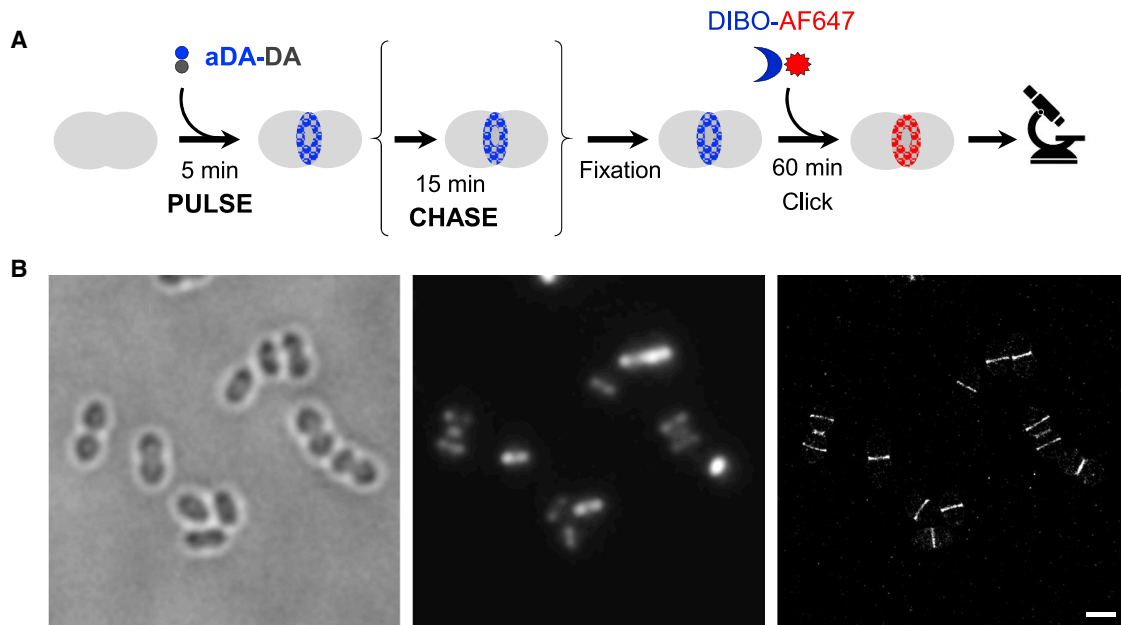 A
aDA-DA
5 min
PULSE
15 min
CHASE
Fixation
DIBO-AF647
60 min
Click
B